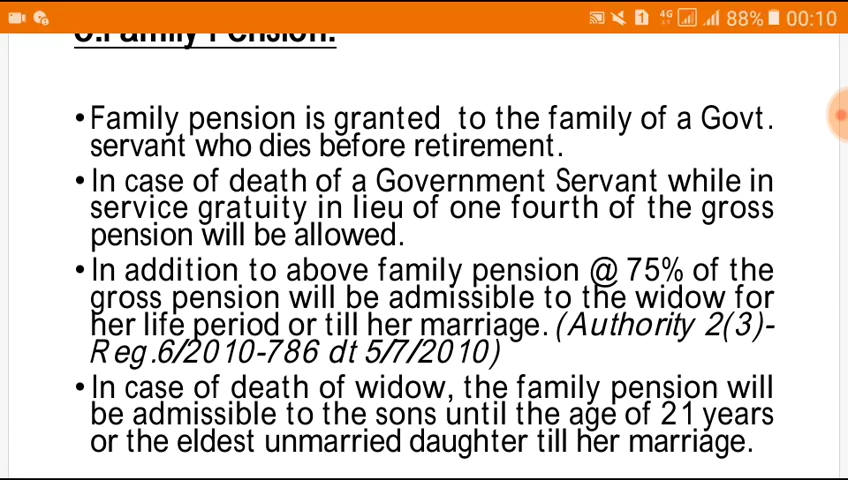 4G 88% 00:10
1
Family Pension:
•Family pension is granted to the family of a Govt.
servant who dies before retirement.
•In case of death of a Government Servant while in
service gratuity in lieu of one fourth of the gross
pension will be allowed.
•In addition to above family pension @ 75% of the
gross pension will be admissible to the widow for
her life period or till her marriage. (Authority 2(3)-
Reg.6/2010-786 dt 5/7/2010)
•In case of death of widow, the family pension will
be admissible to the sons until the age of 21 years
or the eldest unmarried daughter till her marriage.